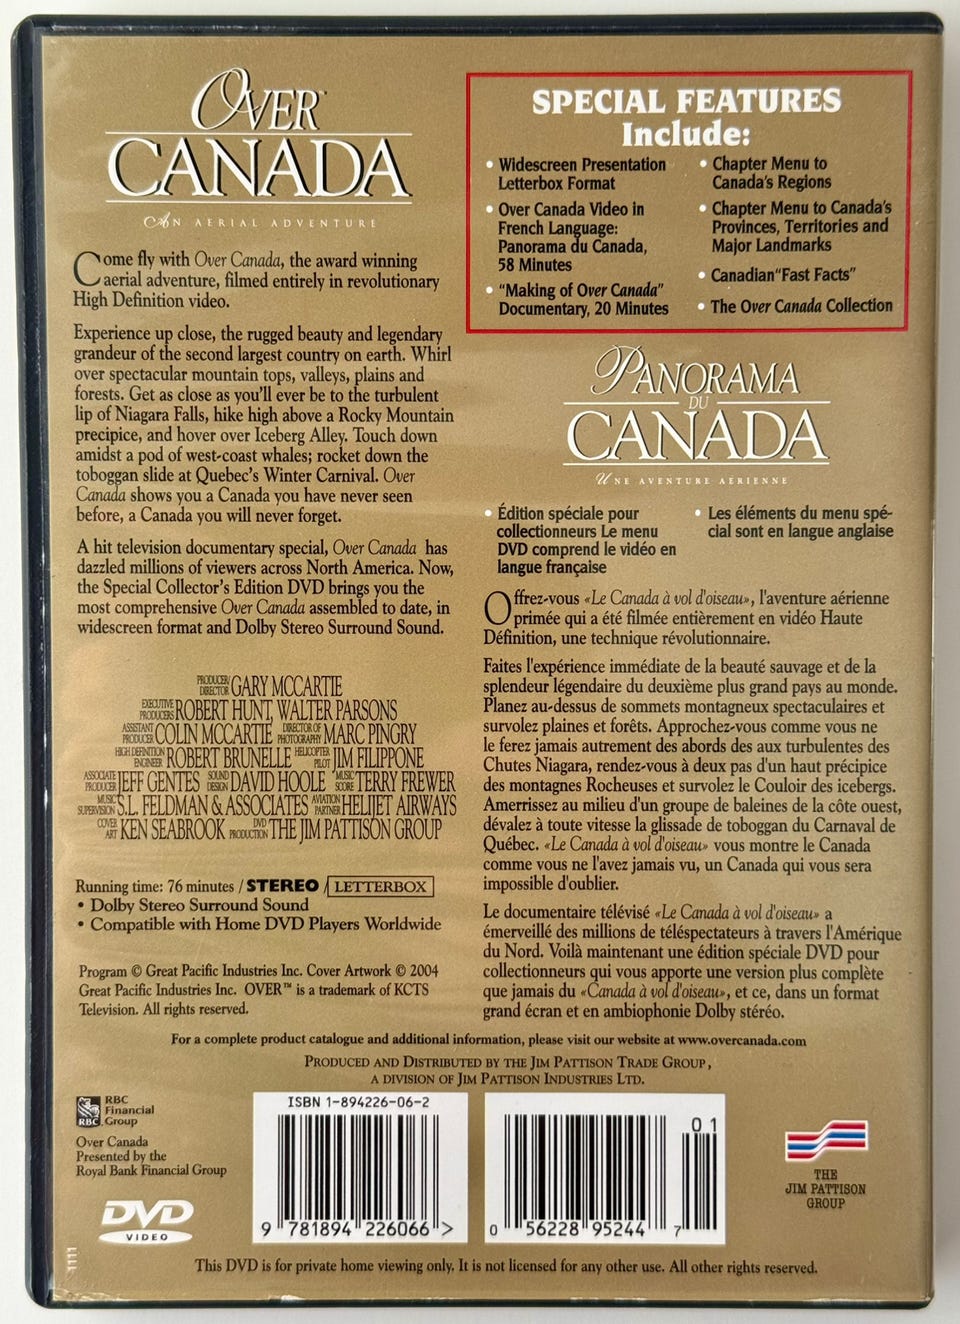 OVER™
CANADA
AN AERIAL ADVENTURE
Come fly with Over Canada, the award winning
aerial adventure, filmed entirely in revolutionary
High Definition video.
Experience up close, the rugged beauty and legendary
grandeur of the second largest country on earth. Whirl
over spectacular mountain tops, valleys, plains and
forests. Get as close as you'll ever be to the turbulent
lip of Niagara Falls, hike high above a Rocky Mountain
precipice, and hover over Iceberg Alley. Touch down
amidst a pod of west-coast whales; rocket down the
toboggan slide at Quebec's Winter Carnival. Over
Canada shows you a Canada you have never seen
before, a Canada you will never forget.
A hit television documentary special, Over Canada has
dazzled millions of viewers across North America. Now,
the Special Collector's Edition DVD brings you the
most comprehensive Over Canada assembled to date, in
widescreen format and Dolby Stereo Surround Sound.
PRODUCER/DIRECTOR GARY MCCARTIE
EXECUTIVE PRODUCERS ROBERT HUNT, WALTER PARSONS
ASSISTANT PRODUCER COLIN MCCARTIE DIRECTOR OF PHOTOGRAPHY MARC PINGRY
HIGH DEFINITION ENGINEER ROBERT BRUNELLE HELICOPTER PILOT JIM FILIPPONE
ASSOCIATE PRODUCER JEFF GENTES SOUND DESIGN DAVID HOOLE MUSIC SCORE TERRY FREWER
MUSIC SUPERVISION S.L. FELDMAN & ASSOCIATES AVIATION PARTNER HELIJET AIRWAYS
COVER ART KEN SEABROOK DVD PRODUCTION THE JIM PATTISON GROUP
Running time: 76 minutes / STEREO / LETTERBOX
• Dolby Stereo Surround Sound
• Compatible with Home DVD Players Worldwide
Program © Great Pacific Industries Inc. Cover Artwork © 2004
Great Pacific Industries Inc. OVER™ is a trademark of KCTS
Television. All rights reserved.
SPECIAL FEATURES
Include:
• Widescreen Presentation
Letterbox Format
• Over Canada Video in
French Language:
Panorama du Canada,
58 Minutes
• "Making of Over Canada"
Documentary, 20 Minutes
• Chapter Menu to
Canada's Regions
• Chapter Menu to Canada's
Provinces, Territories and
Major Landmarks
• Canadian "Fast Facts"
• The Over Canada Collection
PANORAMA
DU
CANADA
UNE AVENTURE AÉRIENNE
• Édition spéciale pour
collectionneurs Le menu
DVD comprend le vidéo en
langue française
• Les éléments du menu spé-
cial sont en langue anglaise
Offrez-vous «Le Canada à vol d'oiseau», l'aventure aérienne
primée qui a été filmée entièrement en vidéo Haute
Définition, une technique révolutionnaire.
Faites l'expérience immédiate de la beauté sauvage et de la
splendeur légendaire du deuxième plus grand pays au monde.
Planez au-dessus de sommets montagneux spectaculaires et
survolez plaines et forêts. Approchez-vous comme vous ne
le ferez jamais autrement des abords des aux turbulentes des
Chutes Niagara, rendez-vous à deux pas d'un haut précipice
des montagnes Rocheuses et survolez le Couloir des icebergs.
Amerrissez au milieu d'un groupe de baleines de la côte ouest,
dévalez à toute vitesse la glissade de toboggan du Carnaval de
Québec. «Le Canada à vol d'oiseau» vous montre le Canada
comme vous ne l'avez jamais vu, un Canada qui vous sera
impossible d'oublier.
Le documentaire télévisé «Le Canada à vol d'oiseau» a
émerveillé des millions de téléspectateurs à travers l'Amérique
du Nord. Voilà maintenant une édition spéciale DVD pour
collectionneurs qui vous apporte une version plus complète
que jamais du «Canada à vol d'oiseau», et ce, dans un format
grand écran et en ambiophonie Dolby stéréo.
For a complete product catalogue and additional information, please visit our website at www.overcanada.com
PRODUCED AND DISTRIBUTED BY THE JIM PATTISON TRADE GROUP,
A DIVISION OF JIM PATTISON INDUSTRIES LTD.
RBC
RBC
Financial
Group
Over Canada
Presented by the
Royal Bank Financial Group
DVD
VIDEO
ISBN 1-894226-06-2
9 781894 226066 >
01
0 56228 95244 7
THE
JIM PATTISON
GROUP
1111
This DVD is for private home viewing only. It is not licensed for any other use. All other rights reserved.